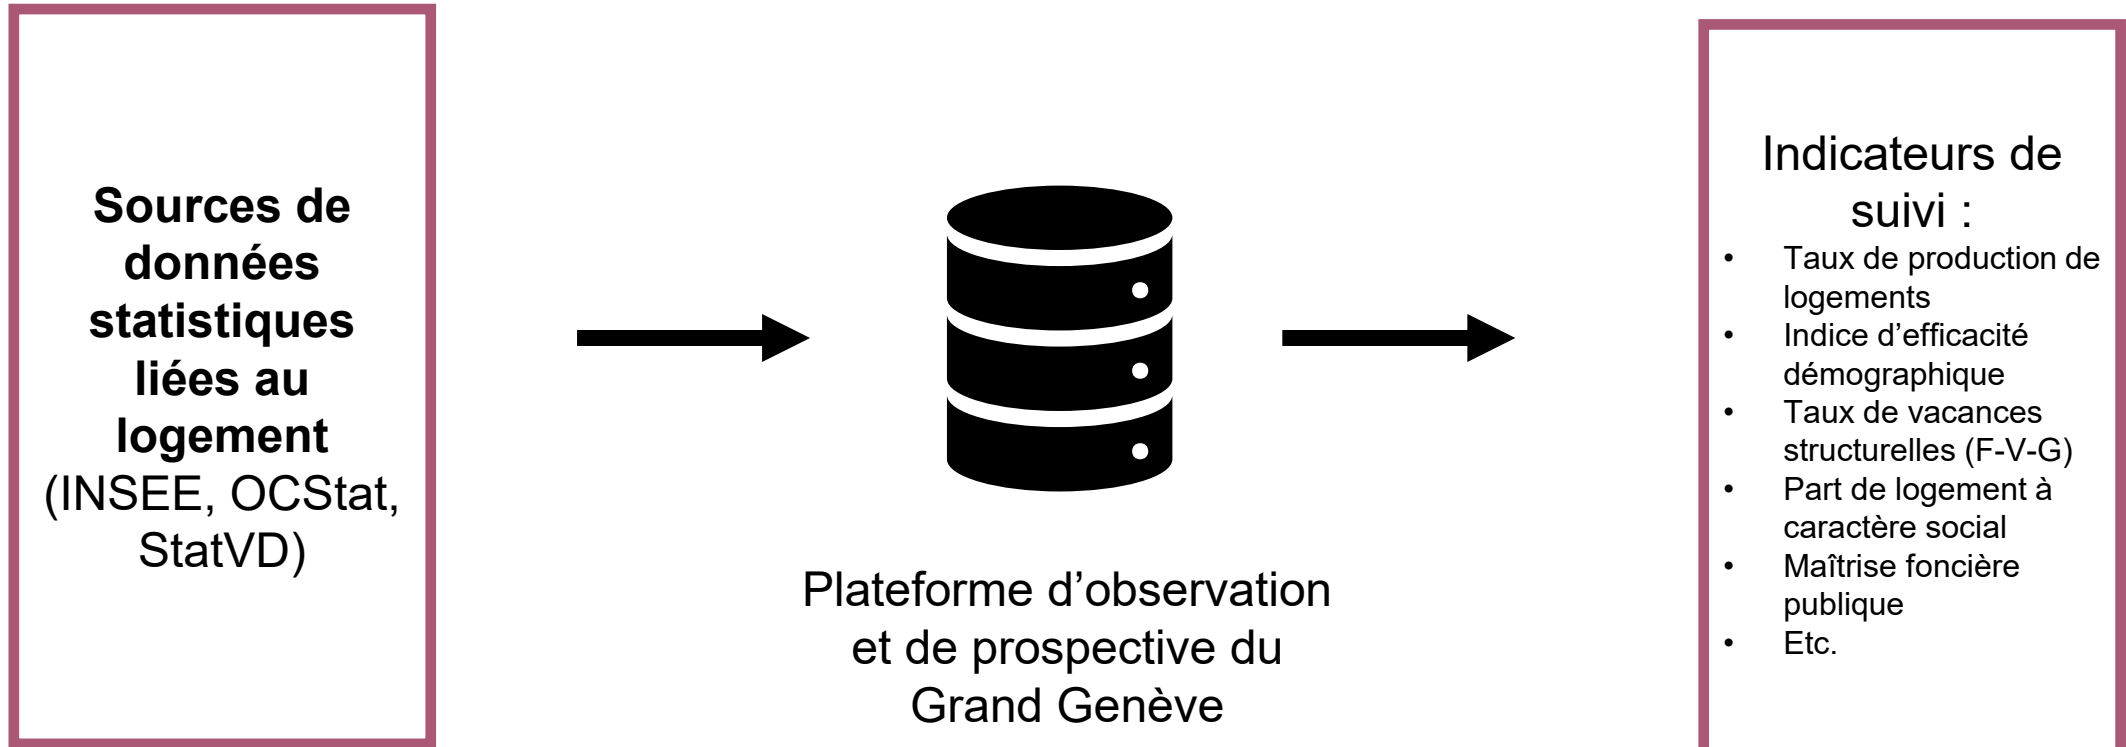 Sources de
données
statistiques
liées au
logement
(INSEE, OCStat,
StatVD)
Plateforme d’observation
et de prospective du
Grand Genève
Indicateurs de
suivi :
• Taux de production de
logements
• Indice d’efficacité
démographique
• Taux de vacances
structurelles (F-V-G)
• Part de logement à
caractère social
• Maîtrise foncière
publique
• Etc.